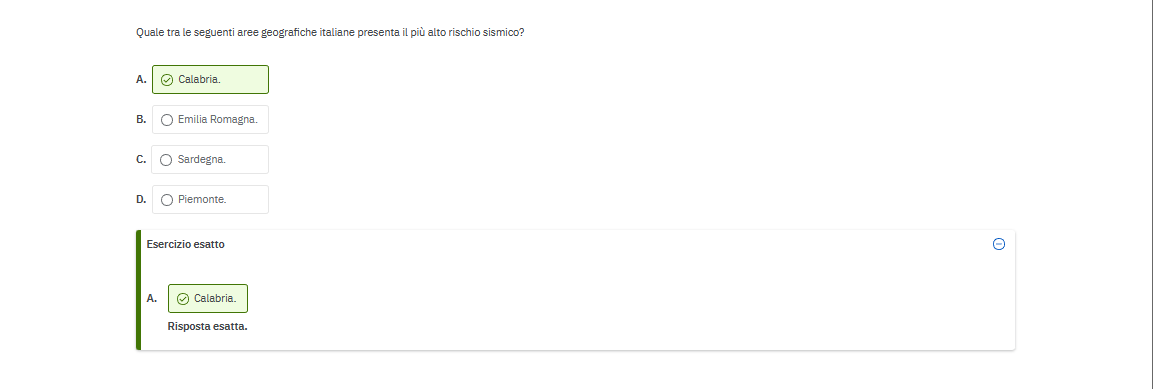 Quale tra le seguenti aree geografiche italiane presenta il più alto rischio sismico?
A. Calabria.
B. Emilia Romagna.
C. Sardegna.
D. Piemonte.
Esercizio esatto
A. Calabria.
Risposta esatta.